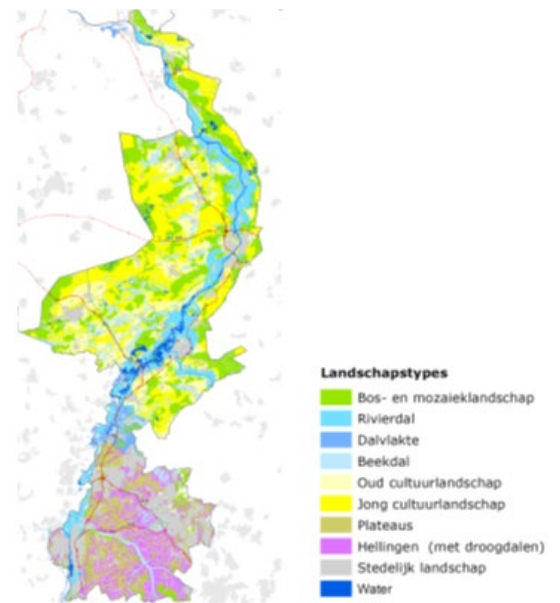 Landschapstypes
Bos- en mozaieklandschap
Rivierdal
Dalvlakte
Beekdal
Oud cultuurlandschap
Jong cultuurlandschap
Plateaus
Hellingen (met droogdalen)
Stedelijk landschap
Water